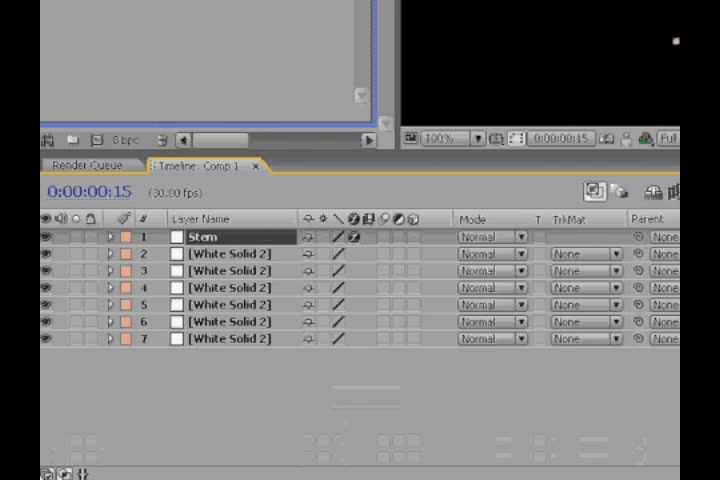 8 bpc
100%
0:00:00:15
Full
Render Queue
Timeline: Comp 1 ×
0:00:00:15
(30.00 fps)
# Layer Name Mode T TrkMat Parent
1 Stem Normal None
2 [White Solid 2] Normal None None
3 [White Solid 2] Normal None None
4 [White Solid 2] Normal None None
5 [White Solid 2] Normal None None
6 [White Solid 2] Normal None None
7 [White Solid 2] Normal None None